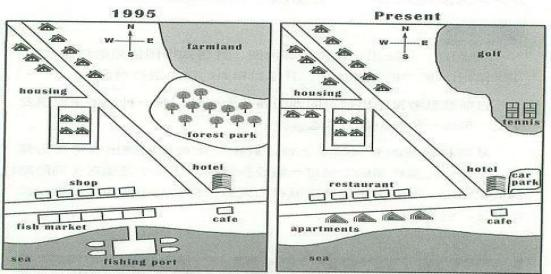 1995
N
W E
S
farmland
housing
forest park
hotel
shop
cafe
fish market
sea
fishing port
Present
N
W E
S
golf
housing
tennis
hotel
car
park
restaurant
cafe
apartments
sea